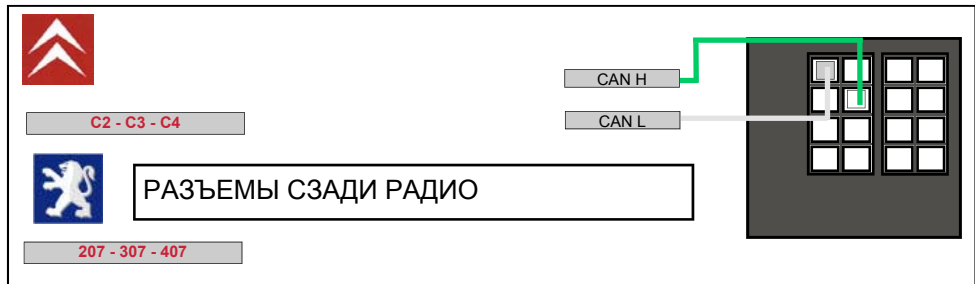 CAN H
C2 - C3 - C4
CAN L
РАЗЪЕМЫ СЗАДИ РАДИО
207 - 307 - 407